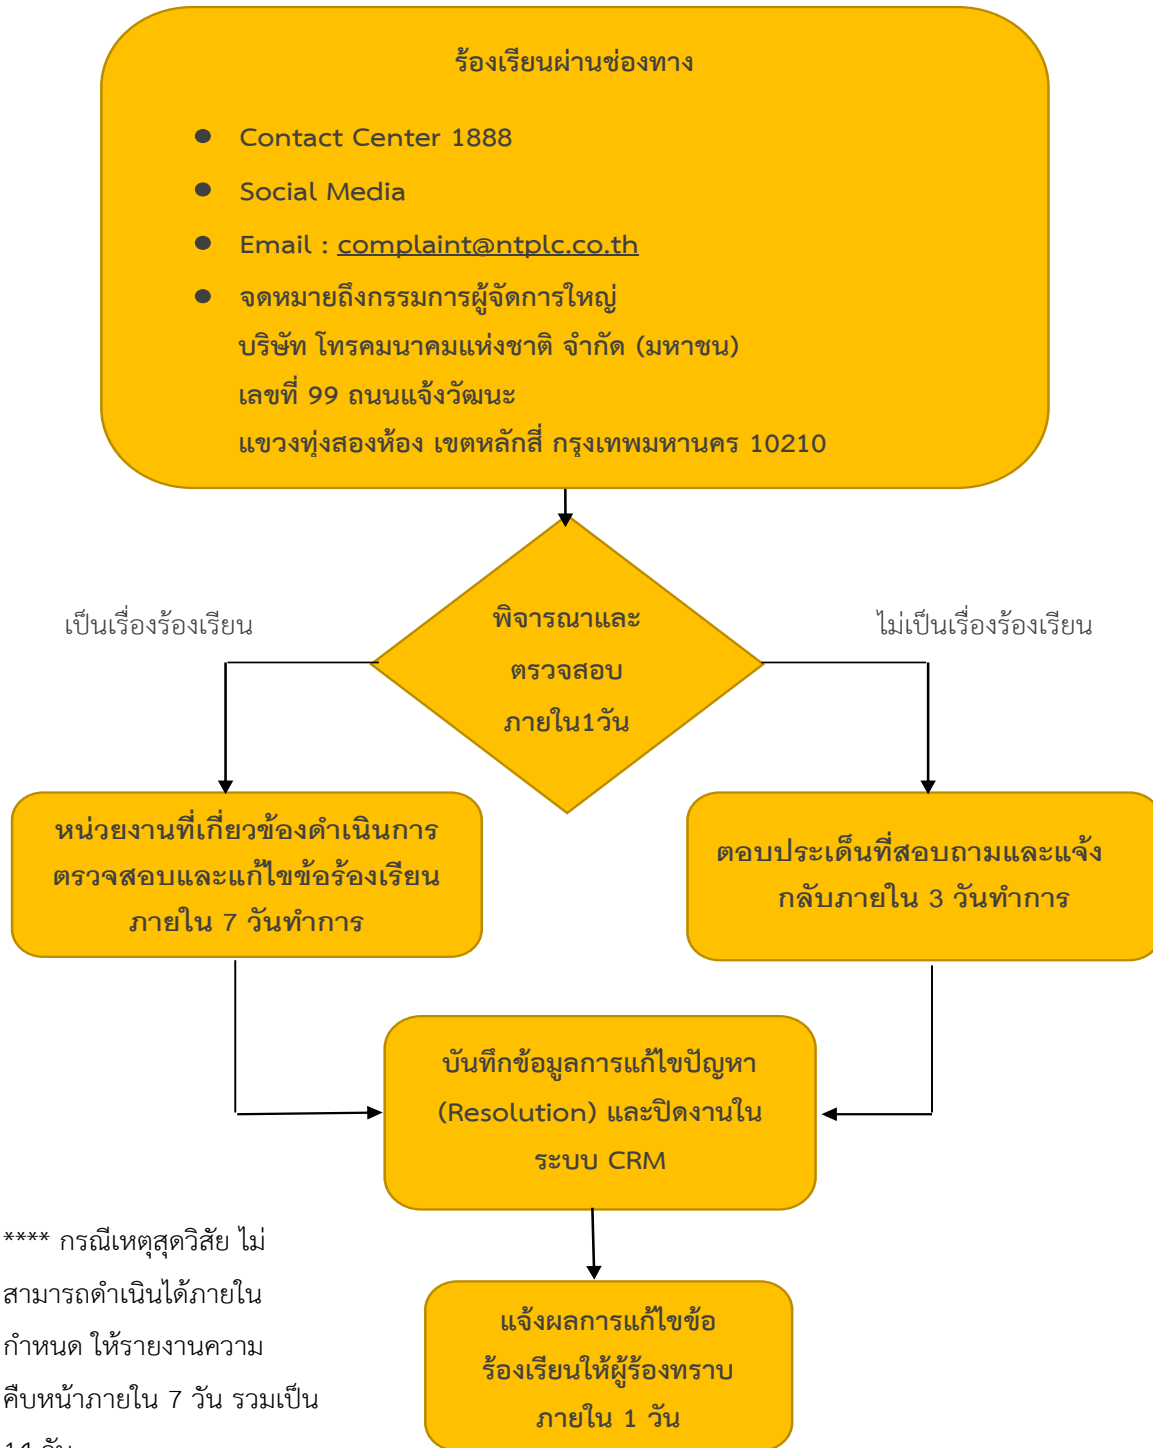 ร้องเรียนผ่านช่องทาง
● Contact Center 1888
● Social Media
● Email : complaint@ntplc.co.th
● จดหมายถึงกรรมการผู้จัดการใหญ่
บริษัท โทรคมนาคมแห่งชาติ จำกัด (มหาชน)
เลขที่ 99 ถนนแจ้งวัฒนะ
แขวงทุ่งสองห้อง เขตหลักสี่ กรุงเทพมหานคร 10210
พิจารณาและ
ตรวจสอบ
ภายใน1วัน
เป็นเรื่องร้องเรียน
ไม่เป็นเรื่องร้องเรียน
หน่วยงานที่เกี่ยวข้องดำเนินการ
ตรวจสอบและแก้ไขข้อร้องเรียน
ภายใน 7 วันทำการ
ตอบประเด็นที่สอบถามและแจ้ง
กลับภายใน 3 วันทำการ
บันทึกข้อมูลการแก้ไขปัญหา
(Resolution) และปิดงานใน
ระบบ CRM
**** กรณีเหตุสุดวิสัย ไม่
สามารถดำเนินได้ภายใน
กำหนด ให้รายงานความ
คืบหน้าภายใน 7 วัน รวมเป็น
14 วัน
แจ้งผลการแก้ไขข้อ
ร้องเรียนให้ผู้ร้องทราบ
ภายใน 1 วัน